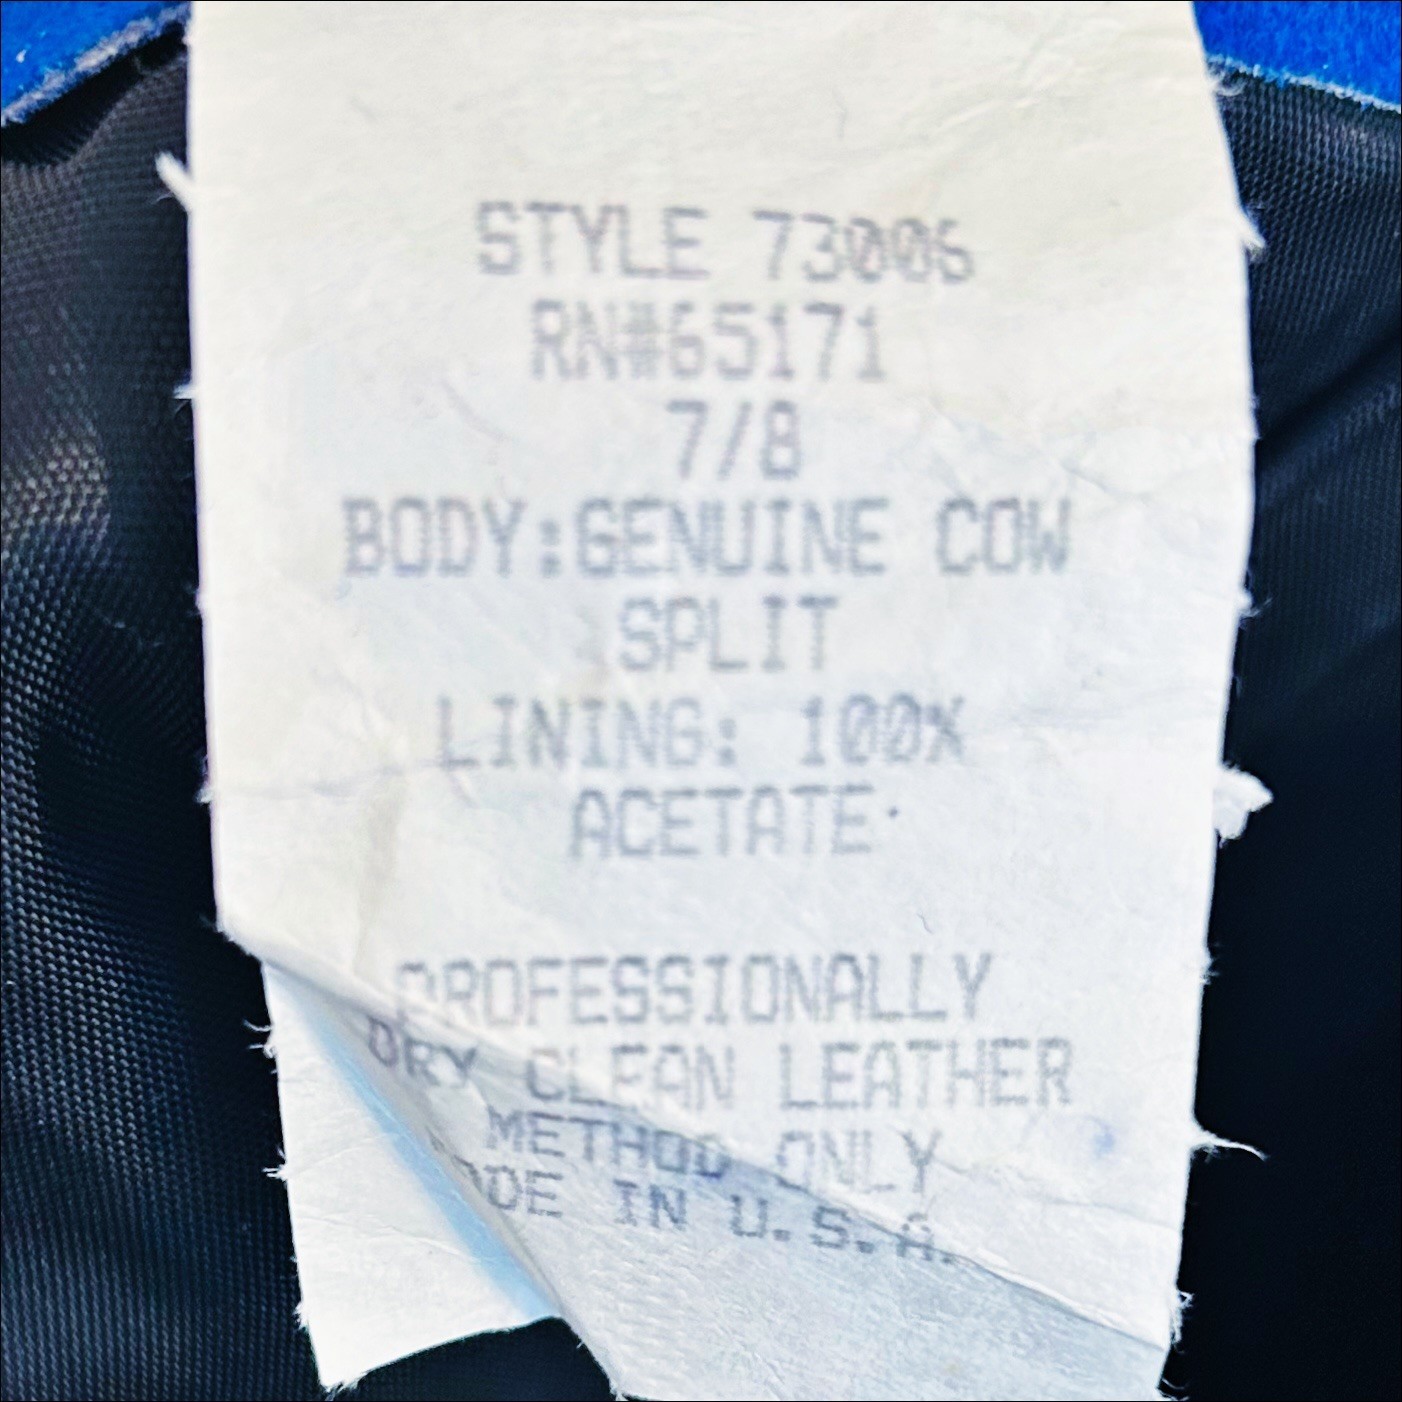 STYLE 73006
RN#65171
7/8
BODY:GENUINE COW
SPLIT
LINING: 100%
ACETATE
PROFESSIONALLY
DRY CLEAN LEATHER
METHOD ONLY
MADE IN U.S.A.